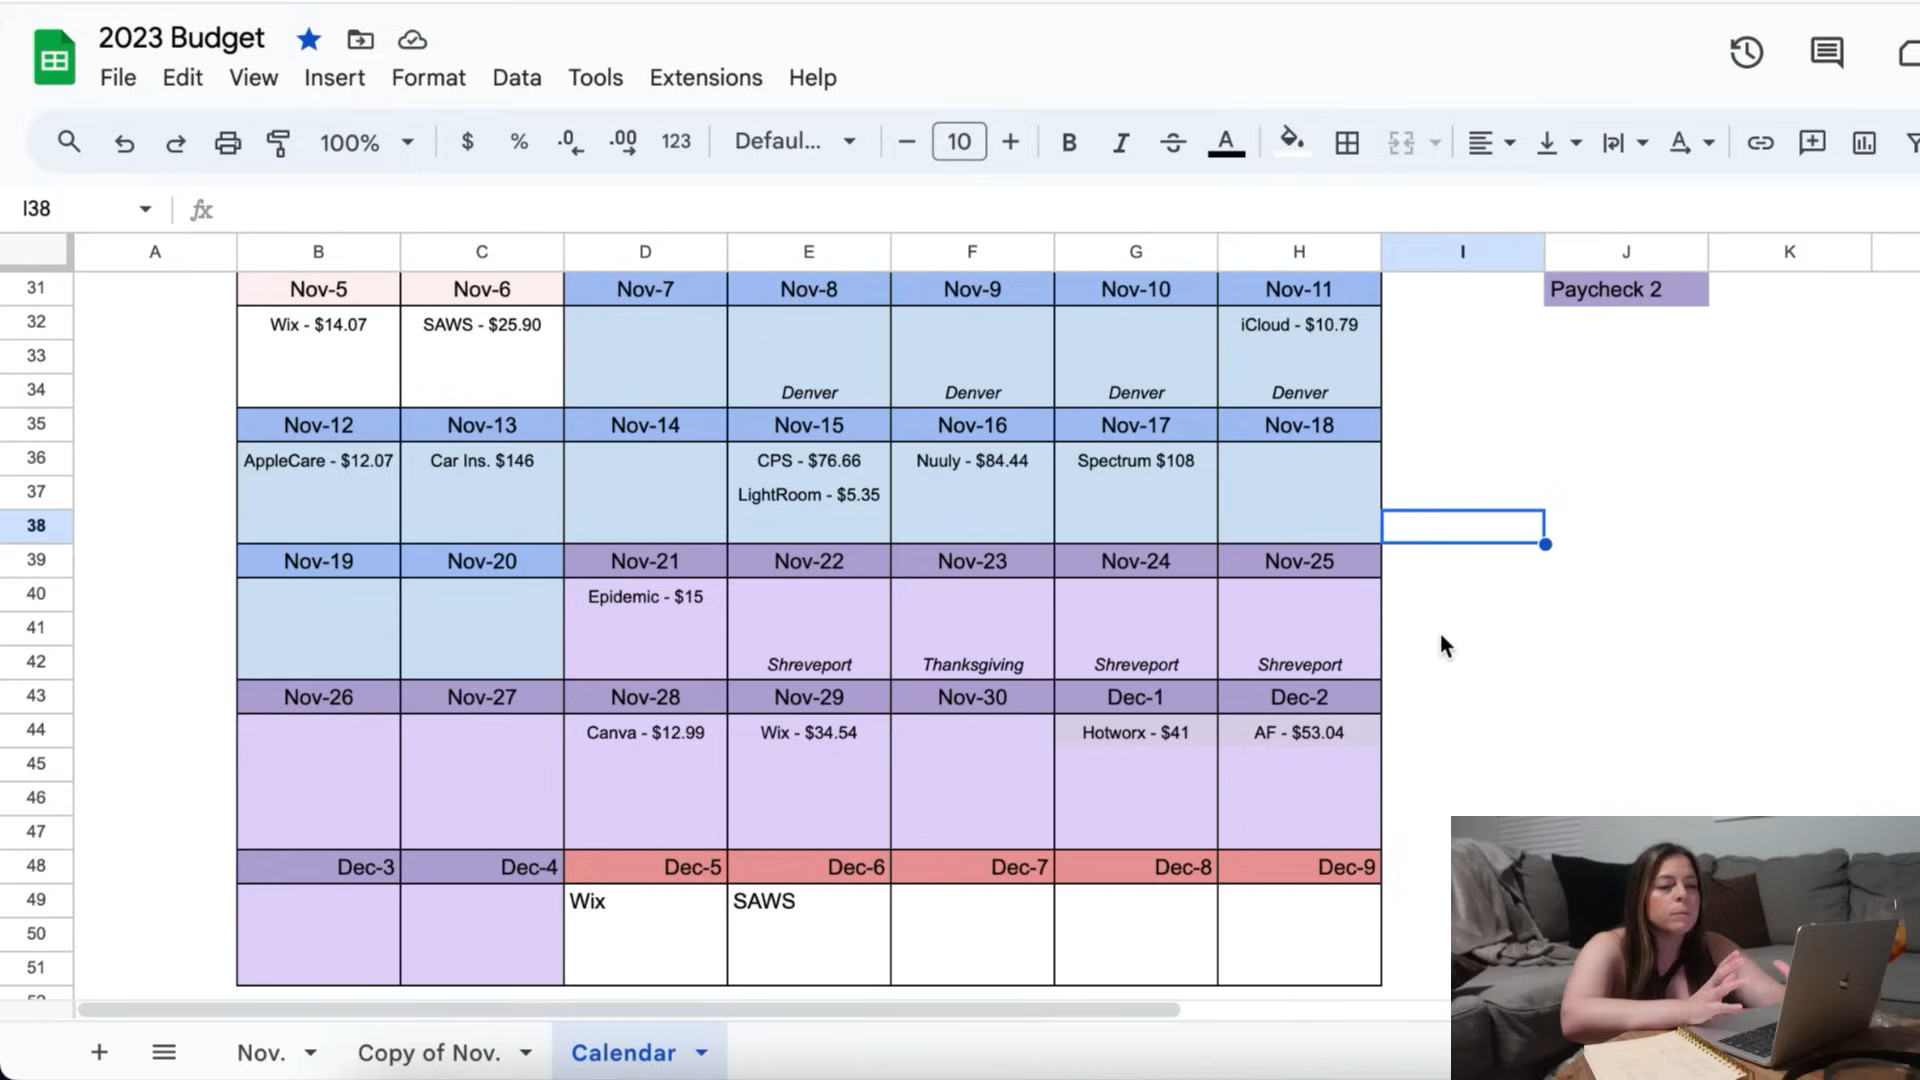 2023 Budget
File Edit View Insert Format Data Tools Extensions Help
100% $ % .0 .00 123 Defaul... − 10 + B I A
I38 fx
A B C D E F G H I J K
31 Nov-5 Nov-6 Nov-7 Nov-8 Nov-9 Nov-10 Nov-11 Paycheck 2
32 Wix - $14.07 SAWS - $25.90 iCloud - $10.79
33
34 Denver Denver Denver Denver
35 Nov-12 Nov-13 Nov-14 Nov-15 Nov-16 Nov-17 Nov-18
36 AppleCare - $12.07 Car Ins. $146 CPS - $76.66 Nuuly - $84.44 Spectrum $108
37 LightRoom - $5.35
38
39 Nov-19 Nov-20 Nov-21 Nov-22 Nov-23 Nov-24 Nov-25
40 Epidemic - $15
41
42 Shreveport Thanksgiving Shreveport Shreveport
43 Nov-26 Nov-27 Nov-28 Nov-29 Nov-30 Dec-1 Dec-2
44 Canva - $12.99 Wix - $34.54 Hotworx - $41 AF - $53.04
45
46
47
48 Dec-3 Dec-4 Dec-5 Dec-6 Dec-7 Dec-8 Dec-9
49 Wix SAWS
50
51
+ Nov. Copy of Nov. Calendar